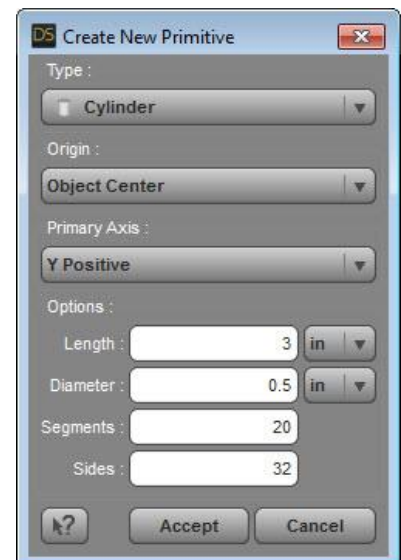 DS Create New Primitive
Type :
Cylinder
Origin :
Object Center
Primary Axis :
Y Positive
Options :
Length : 3 in
Diameter : 0.5 in
Segments : 20
Sides : 32
? Accept Cancel